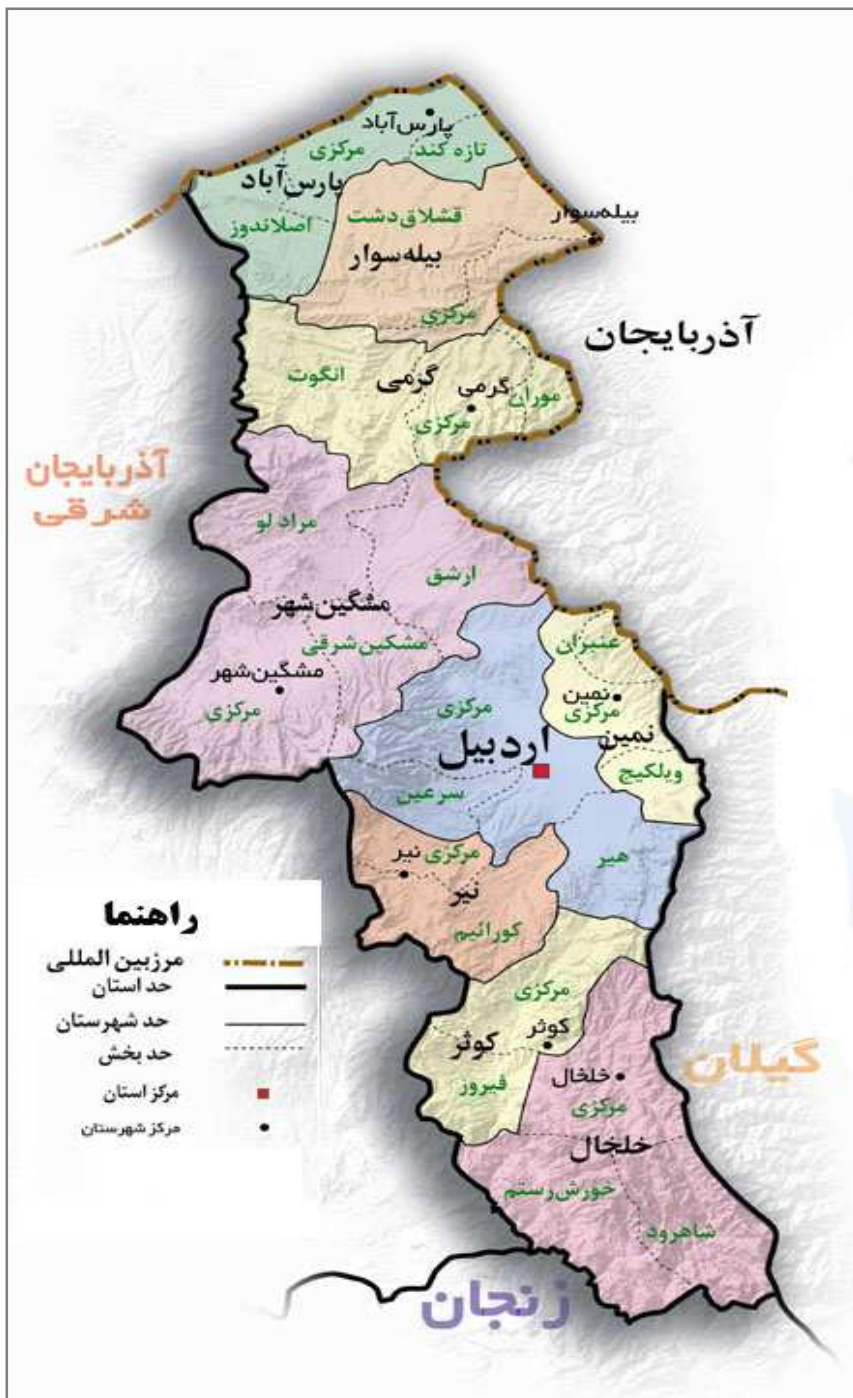 پارس‌آباد
مرکزی
تازه کند
پارس‌آباد
اصلاندوز
قشلاق دشت
بیله‌سوار
بیله‌سوار
مرکزی
آذربایجان
انگوت
گرمی
گرمی
موران
مرکزی
آذربایجان
شرقی
مراد لو
ارشق
مشگین‌شهر
مشکین شرقی
مشگین‌شهر
مرکزی
عنبران
نمین
مرکزی
نمین
ویلکیج
مرکزی
اردبیل
سرعین
هیر
نیر
مرکزی
نیر
کورائیم
مرکزی
کوثر
کوثر
فیروز
گیلان
خلخال
مرکزی
خلخال
خورش‌رستم
شاهرود
زنجان
راهنما
مرزبین المللی
حد استان
حد شهرستان
حد بخش
مرکز استان
مرکز شهرستان